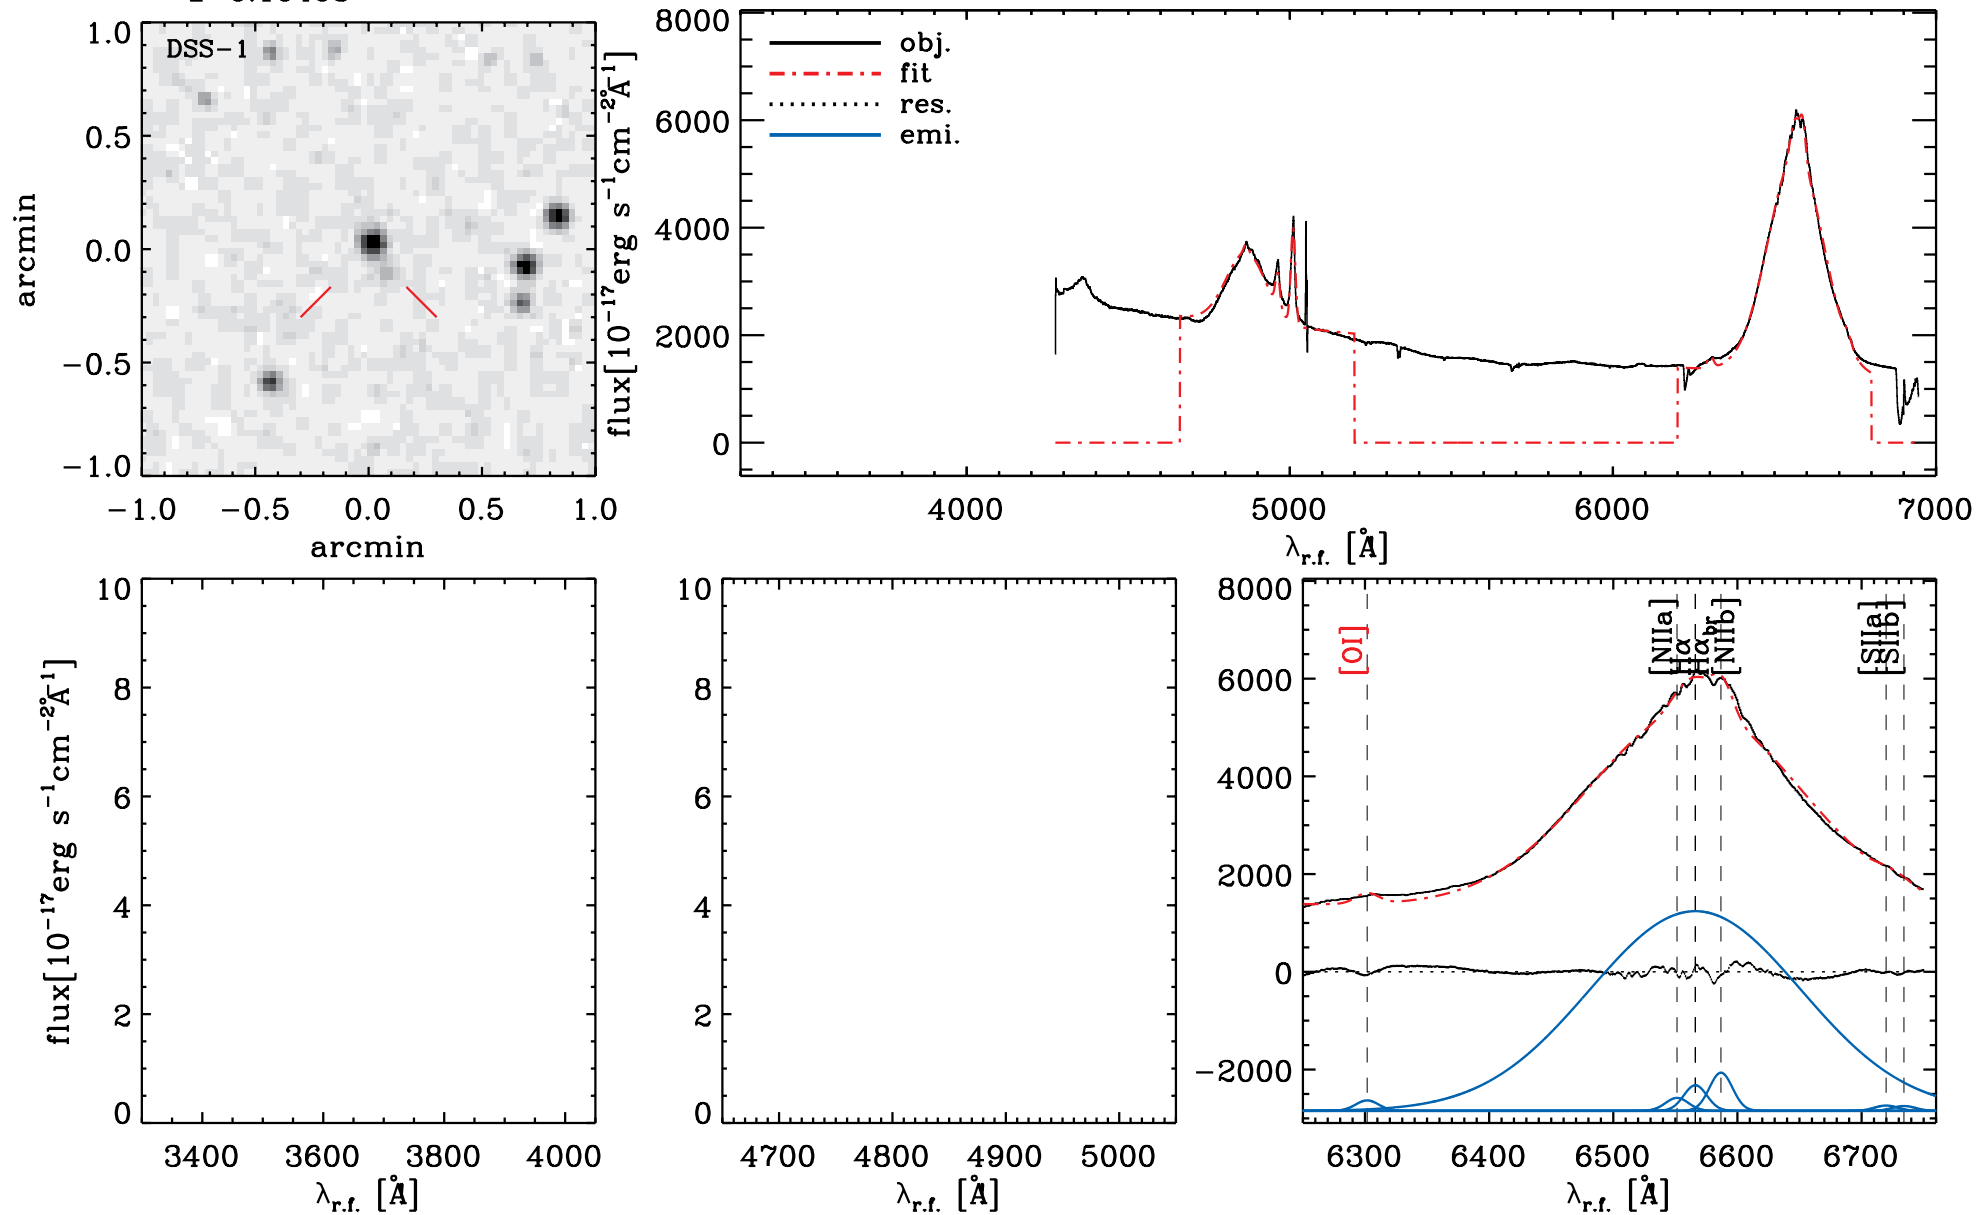 DSS-1
1.0
0.5
0.0
−0.5
−1.0
arcmin
−1.0 −0.5 0.0 0.5 1.0
arcmin
obj.
fit
res.
emi.
8000
6000
4000
2000
0
flux[10⁻¹⁷erg s⁻¹cm⁻²Å⁻¹]
4000 5000 6000 7000
λr.f. [Å]
10
8
6
4
2
0
flux[10⁻¹⁷erg s⁻¹cm⁻²Å⁻¹]
3400 3600 3800 4000
λr.f. [Å]
10
8
6
4
2
0
4700 4800 4900 5000
λr.f. [Å]
[OI]
[NIIa]
Hα
Hαbr
[NIIb]
[SIIa]
[SIIb]
8000
6000
4000
2000
0
−2000
6300 6400 6500 6600 6700
λr.f. [Å]